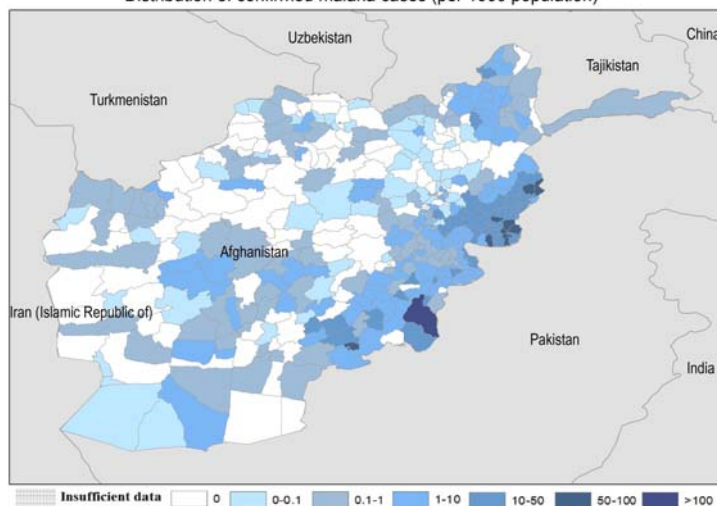 Distribution of confirmed malaria cases (per 1000 population)
Uzbekistan
China
Tajikistan
Turkmenistan
Afghanistan
Iran (Islamic Republic of)
Pakistan
India
Insufficient data 0 0-0.1 0.1-1 1-10 10-50 50-100 >100